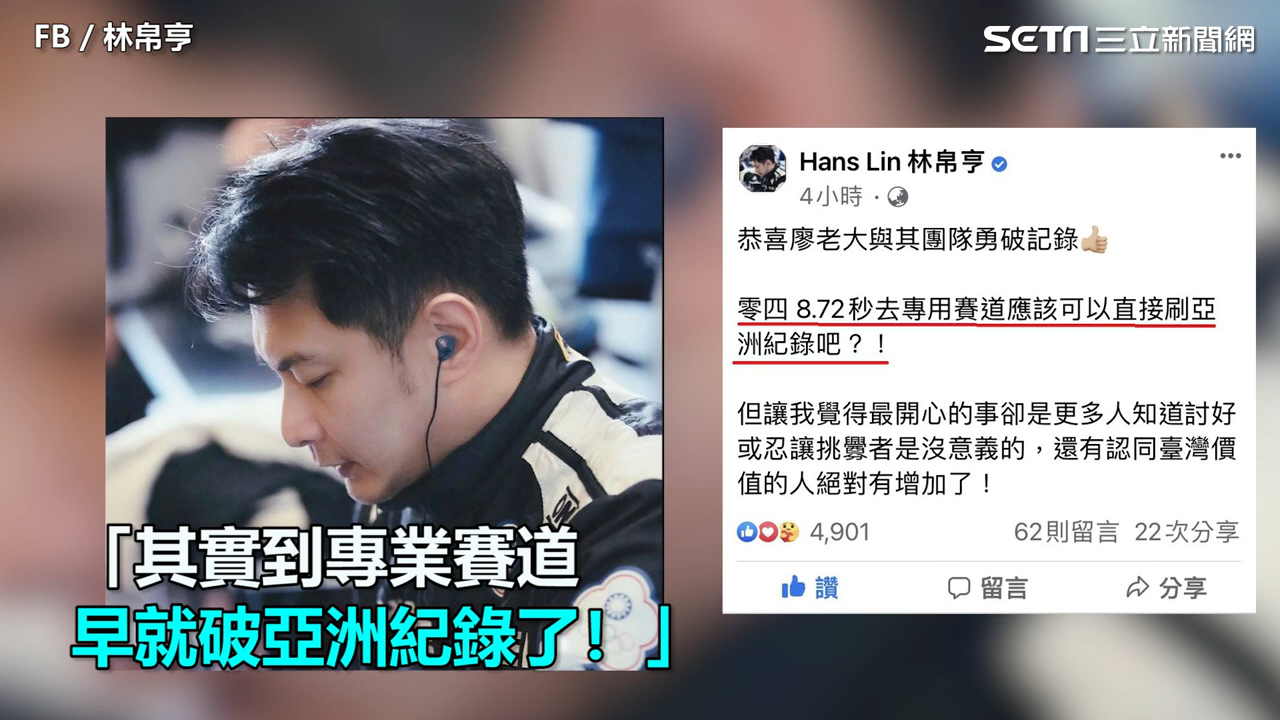 FB / 林帛亨
SETN三立新聞網
Hans Lin 林帛亨
4小時 ·
恭喜廖老大與其團隊勇破記錄👍🏼
零四 8.72秒去專用賽道應該可以直接刷亞
洲紀錄吧？！
但讓我覺得最開心的事卻是更多人知道討好
或忍讓挑釁者是沒意義的，還有認同臺灣價
值的人絕對有增加了！
4,901
62則留言 22次分享
讚 留言 分享
「其實到專業賽道
早就破亞洲紀錄了！」